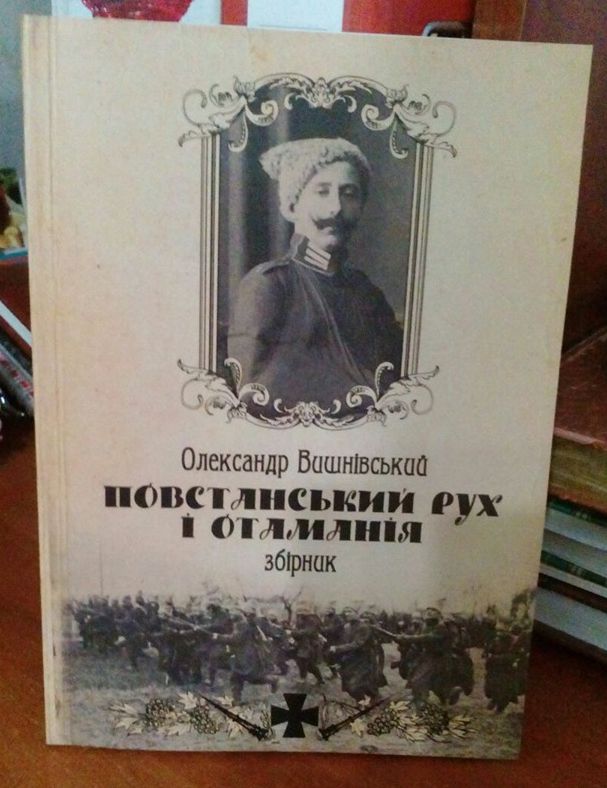 Олександр Вишнівський
ПОВСТАНСЬКИЙ РУХ
І ОТАМАНІЯ
збірник